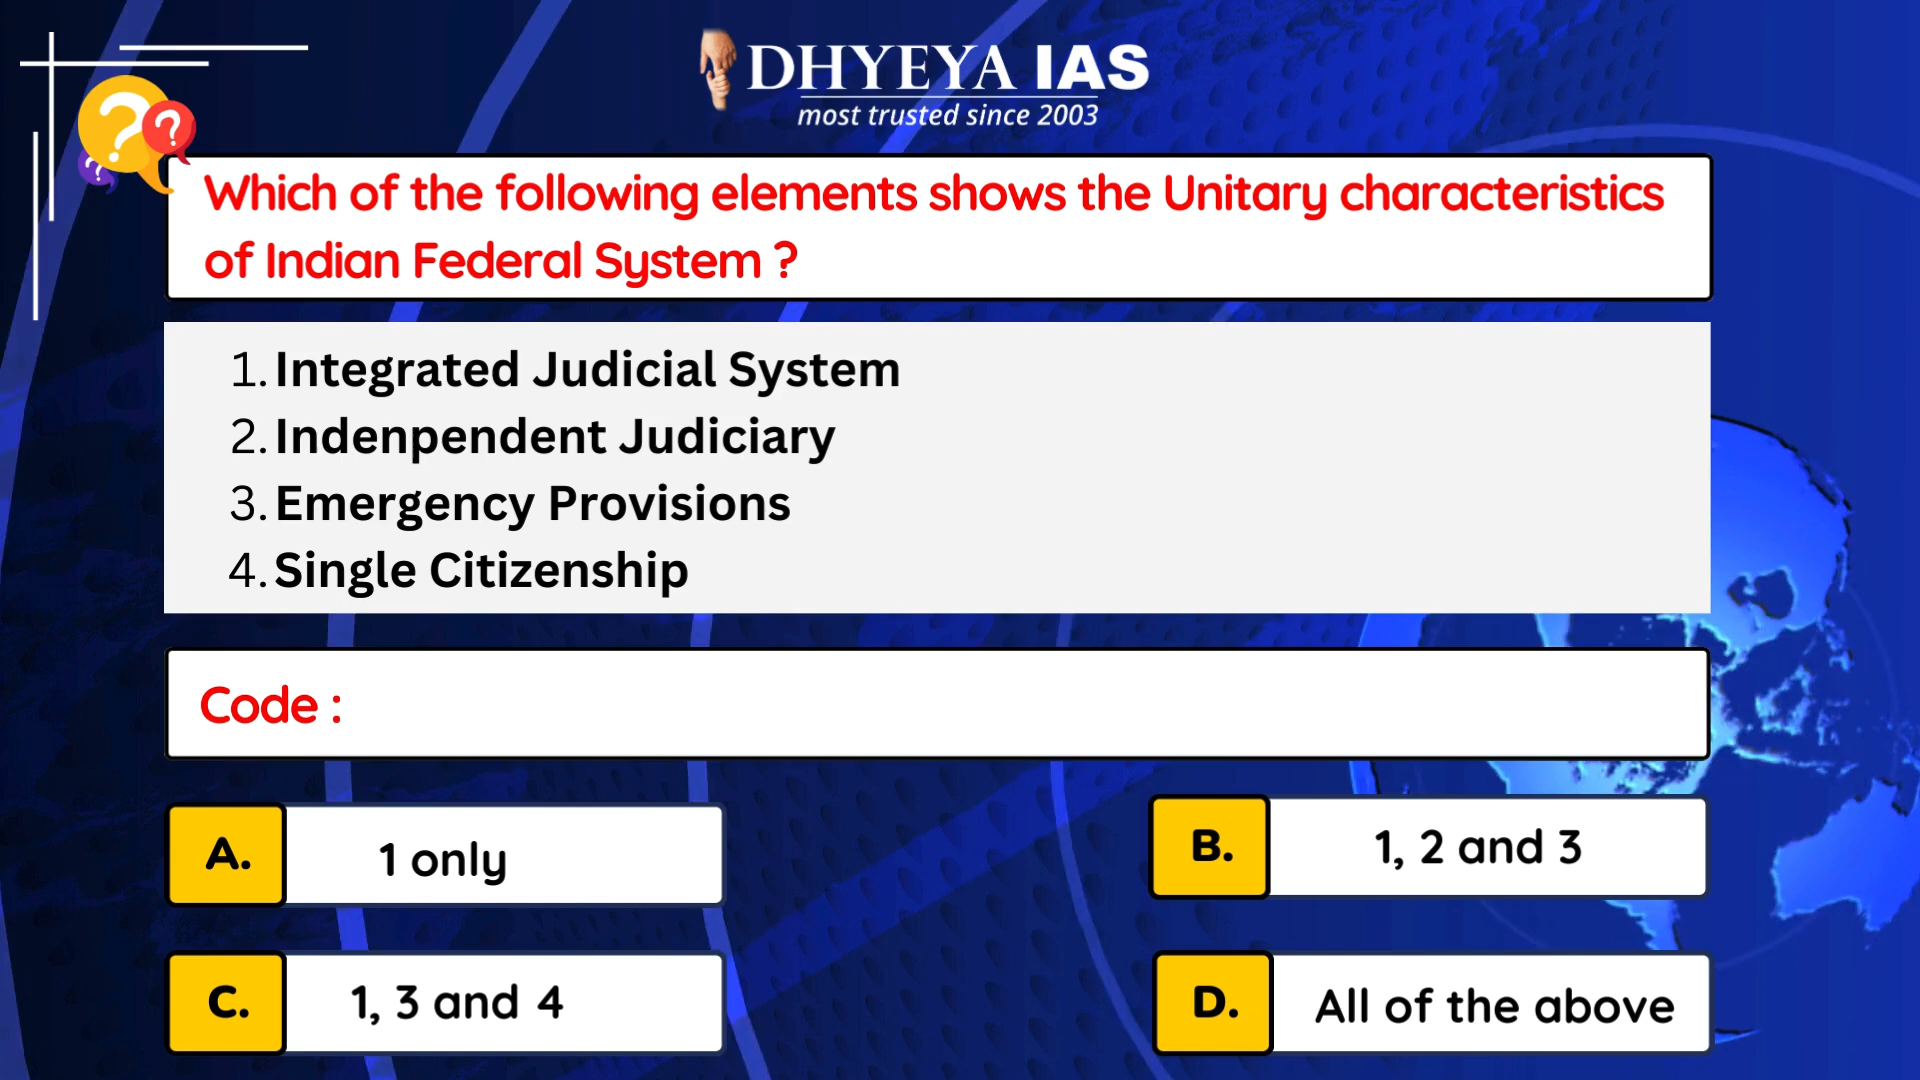 DHYEYA IAS
most trusted since 2003
Which of the following elements shows the Unitary characteristics
of Indian Federal System ?
1. Integrated Judicial System
2. Indenpendent Judiciary
3. Emergency Provisions
4. Single Citizenship
Code :
A. 1 only
B. 1, 2 and 3
C. 1, 3 and 4
D. All of the above